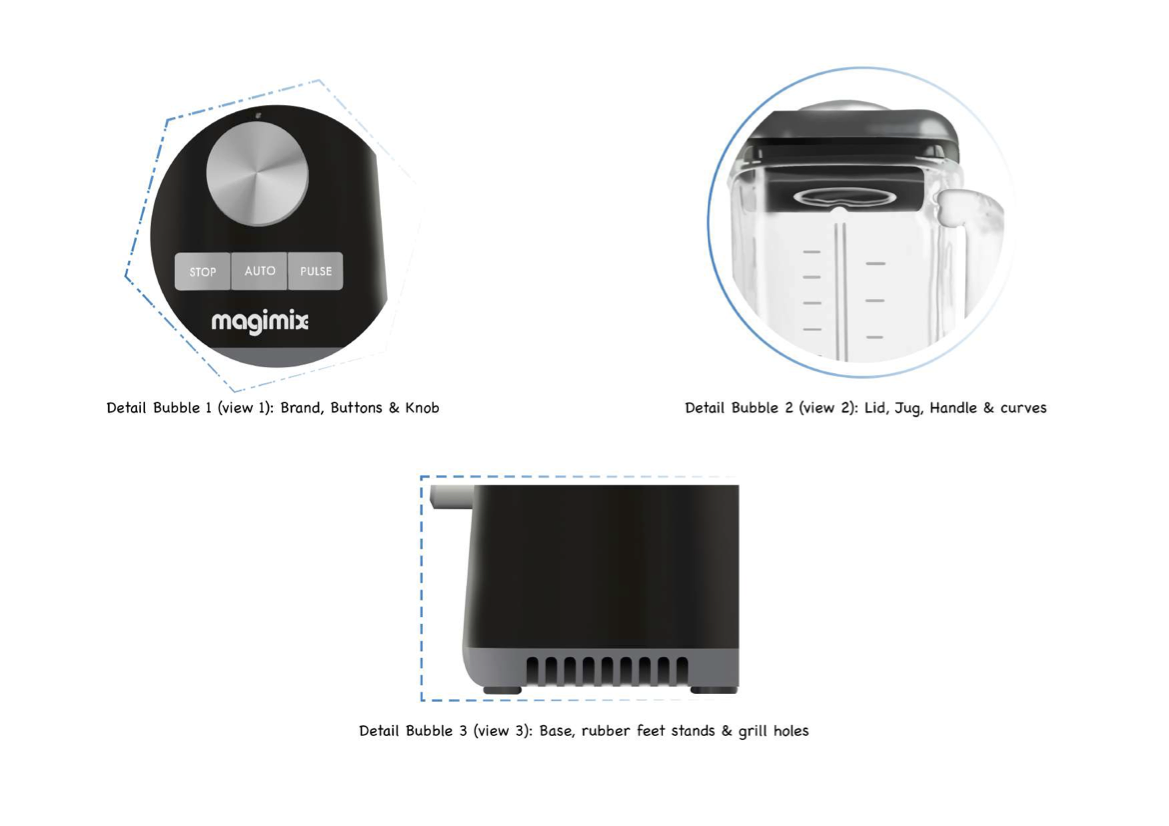 STOP AUTO PULSE
magimix
Detail Bubble 1 (view 1): Brand, Buttons & Knob
Detail Bubble 2 (view 2): Lid, Jug, Handle & curves
Detail Bubble 3 (view 3): Base, rubber feet stands & grill holes